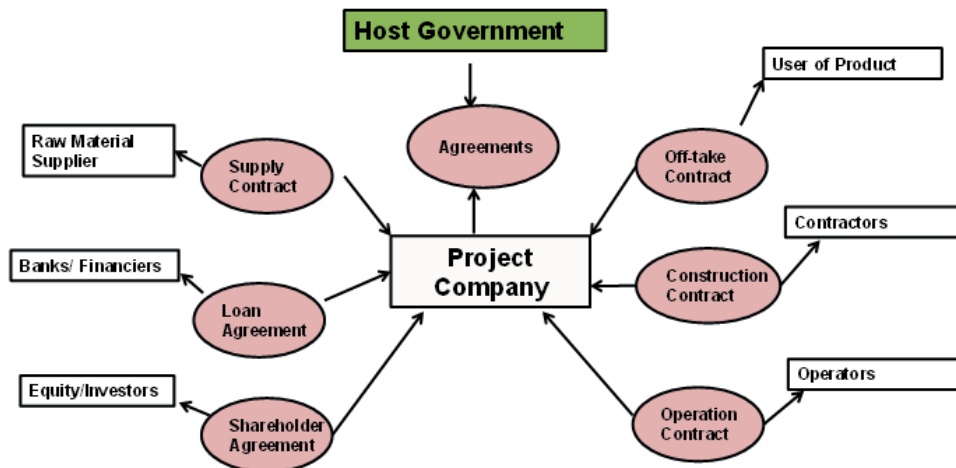 Host Government
User of Product
Raw Material
Supplier
Agreements
Supply
Contract
Off-take
Contract
Contractors
Project
Company
Banks/ Financiers
Construction
Contract
Loan
Agreement
Operators
Equity/Investors
Shareholder
Agreement
Operation
Contract